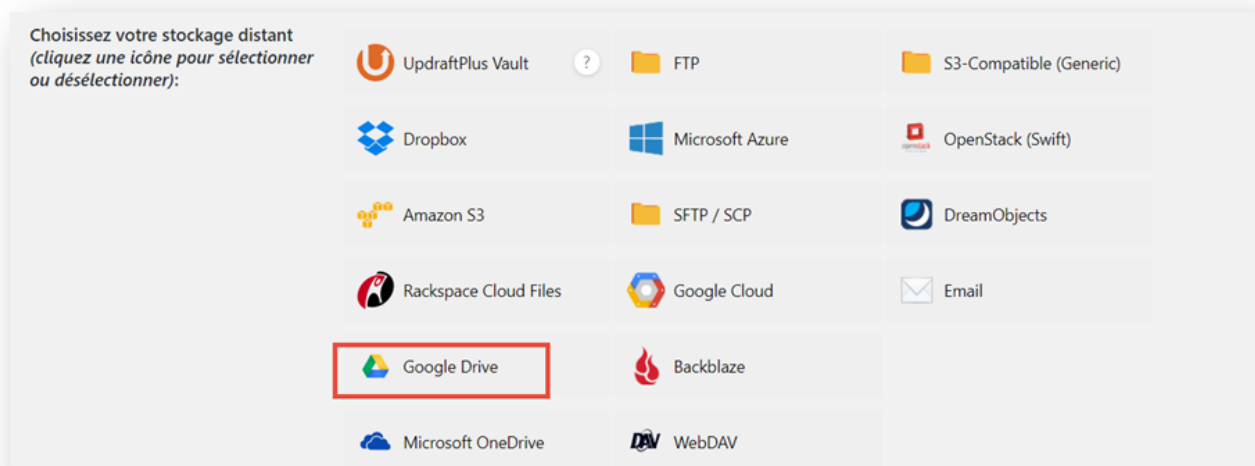 Choisissez votre stockage distant
(cliquez une icône pour sélectionner
ou désélectionner):
UpdraftPlus Vault
?
FTP
S3-Compatible (Generic)
Dropbox
Microsoft Azure
OpenStack (Swift)
Amazon S3
SFTP / SCP
DreamObjects
Rackspace Cloud Files
Google Cloud
Email
Google Drive
Backblaze
Microsoft OneDrive
DAV
WebDAV
openstack